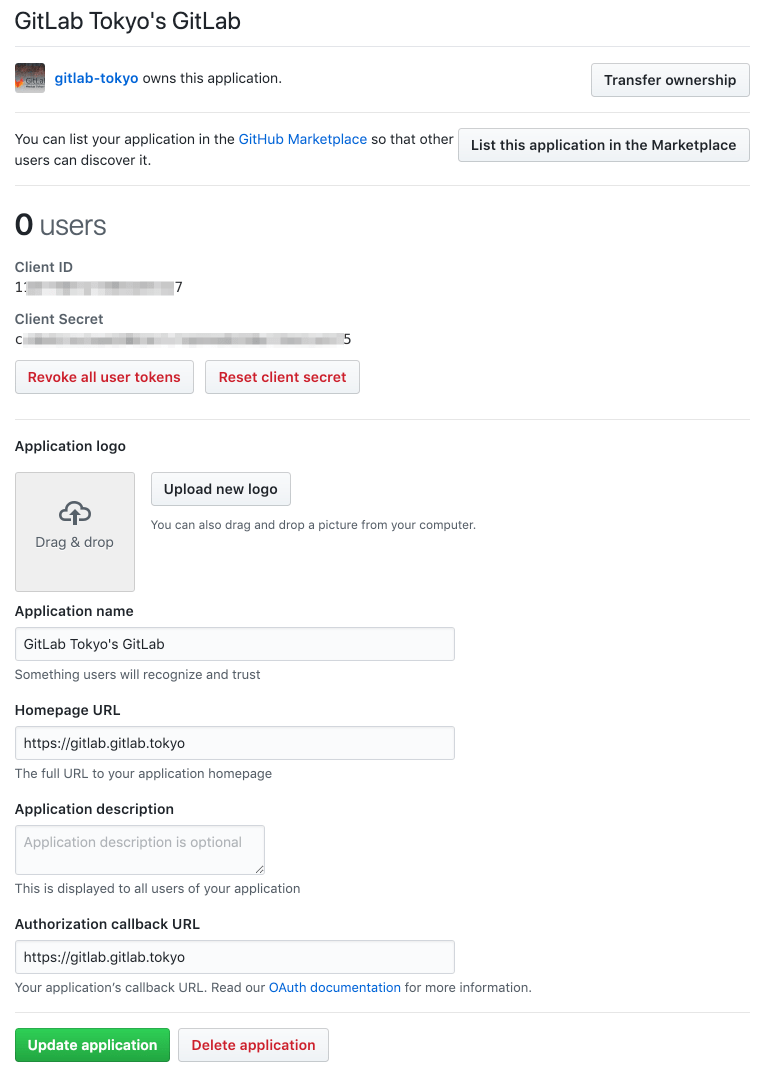 GitLab Tokyo's GitLab
gitlab-tokyo owns this application.
Transfer ownership
You can list your application in the GitHub Marketplace so that other
users can discover it.
List this application in the Marketplace
0 users
Client ID
Client Secret
Revoke all user tokens
Reset client secret
Application logo
Drag & drop
Upload new logo
You can also drag and drop a picture from your computer.
Application name
GitLab Tokyo's GitLab
Something users will recognize and trust
Homepage URL
https://gitlab.gitlab.tokyo
The full URL to your application homepage
Application description
Application description is optional
This is displayed to all users of your application
Authorization callback URL
https://gitlab.gitlab.tokyo
Your application’s callback URL. Read our OAuth documentation for more information.
Update application
Delete application